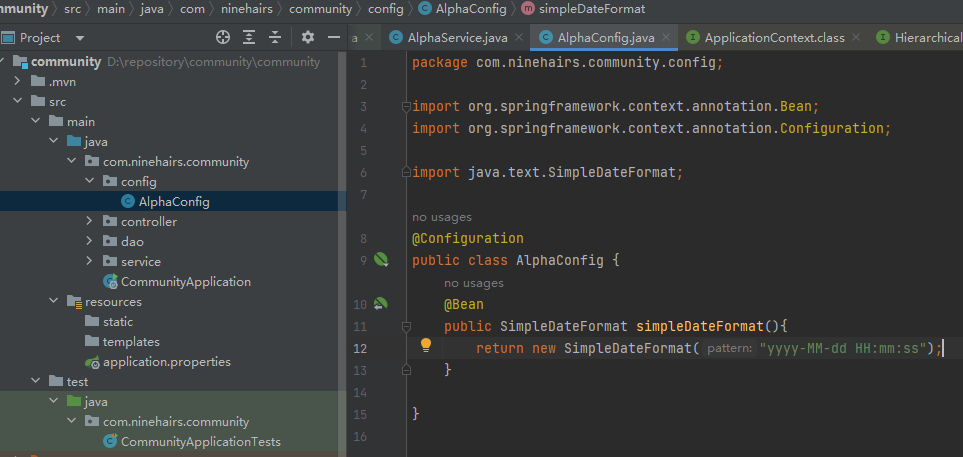 mmunity > src > main > java > com > ninehairs > community > config > AlphaConfig > simpleDateFormat
Project
a AlphaService.java AlphaConfig.java ApplicationContext.class Hierarchical
community D:\repository\community\community
.mvn
src
main
java
com.ninehairs.community
config
AlphaConfig
controller
dao
service
CommunityApplication
resources
static
templates
application.properties
test
java
com.ninehairs.community
CommunityApplicationTests
1 package com.ninehairs.community.config;
2
3 import org.springframework.context.annotation.Bean;
4 import org.springframework.context.annotation.Configuration;
5
6 import java.text.SimpleDateFormat;
7
no usages
8 @Configuration
9 public class AlphaConfig {
no usages
10 @Bean
11 public SimpleDateFormat simpleDateFormat(){
12 return new SimpleDateFormat( pattern: "yyyy-MM-dd HH:mm:ss");
13 }
14
15 }
16